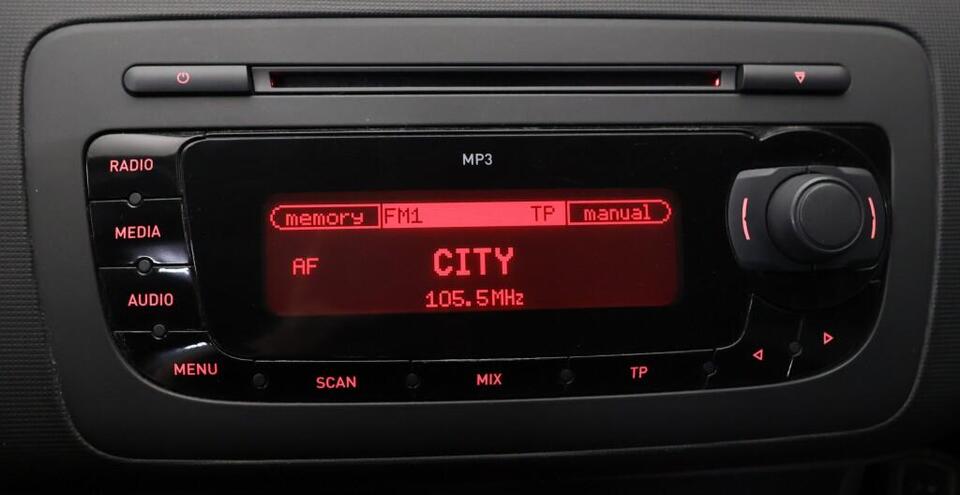 MP3
RADIO
memory FM1 TP manual
MEDIA
AF CITY
105.5MHz
AUDIO
MENU
SCAN
MIX
TP